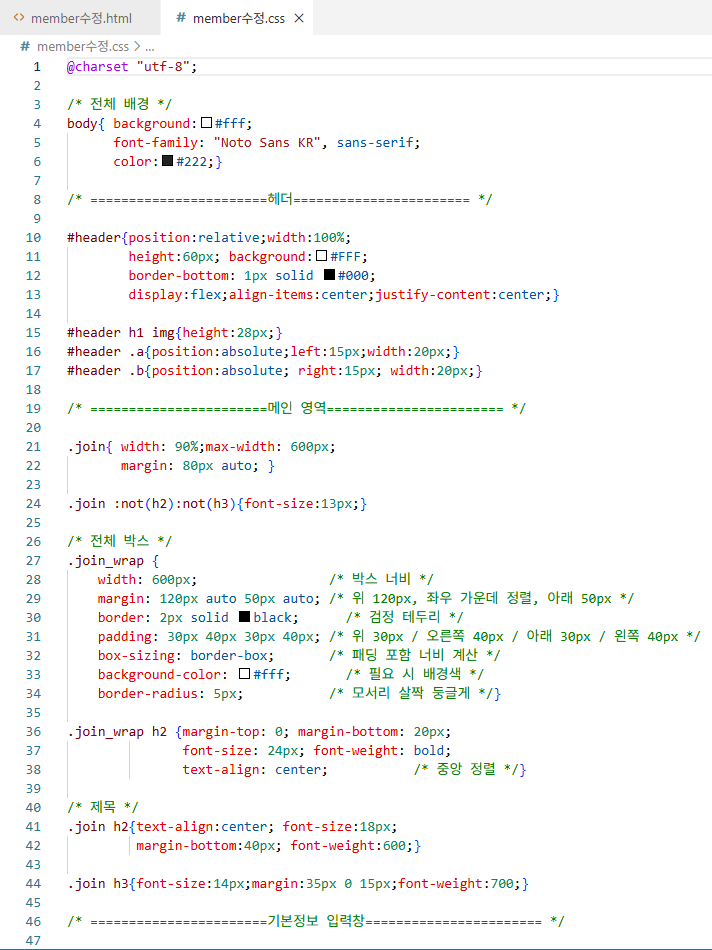 member수정.html
member수정.css
# member수정.css > ...
1 @charset "utf-8";
2
3 /* 전체 배경 */
4 body{ background:#fff;
5 font-family: "Noto Sans KR", sans-serif;
6 color:#222;}
7
8 /* =======================헤더======================= */
9
10 #header{position:relative;width:100%;
11 height:60px; background:#FFF;
12 border-bottom: 1px solid #000;
13 display:flex;align-items:center;justify-content:center;}
14
15 #header h1 img{height:28px;}
16 #header .a{position:absolute;left:15px;width:20px;}
17 #header .b{position:absolute; right:15px; width:20px;}
18
19 /* =======================메인 영역======================= */
20
21 .join{ width: 90%;max-width: 600px;
22 margin: 80px auto; }
23
24 .join :not(h2):not(h3){font-size:13px;}
25
26 /* 전체 박스 */
27 .join_wrap {
28 width: 600px; /* 박스 너비 */
29 margin: 120px auto 50px auto; /* 위 120px, 좌우 가운데 정렬, 아래 50px */
30 border: 2px solid black; /* 검정 테두리 */
31 padding: 30px 40px 30px 40px; /* 위 30px / 오른쪽 40px / 아래 30px / 왼쪽 40px */
32 box-sizing: border-box; /* 패딩 포함 너비 계산 */
33 background-color: #fff; /* 필요 시 배경색 */
34 border-radius: 5px; /* 모서리 살짝 둥글게 */}
35
36 .join_wrap h2 {margin-top: 0; margin-bottom: 20px;
37 font-size: 24px; font-weight: bold;
38 text-align: center; /* 중앙 정렬 */}
39
40 /* 제목 */
41 .join h2{text-align:center; font-size:18px;
42 margin-bottom:40px; font-weight:600;}
43
44 .join h3{font-size:14px;margin:35px 0 15px;font-weight:700;}
45
46 /* =======================기본정보 입력창======================= */
47